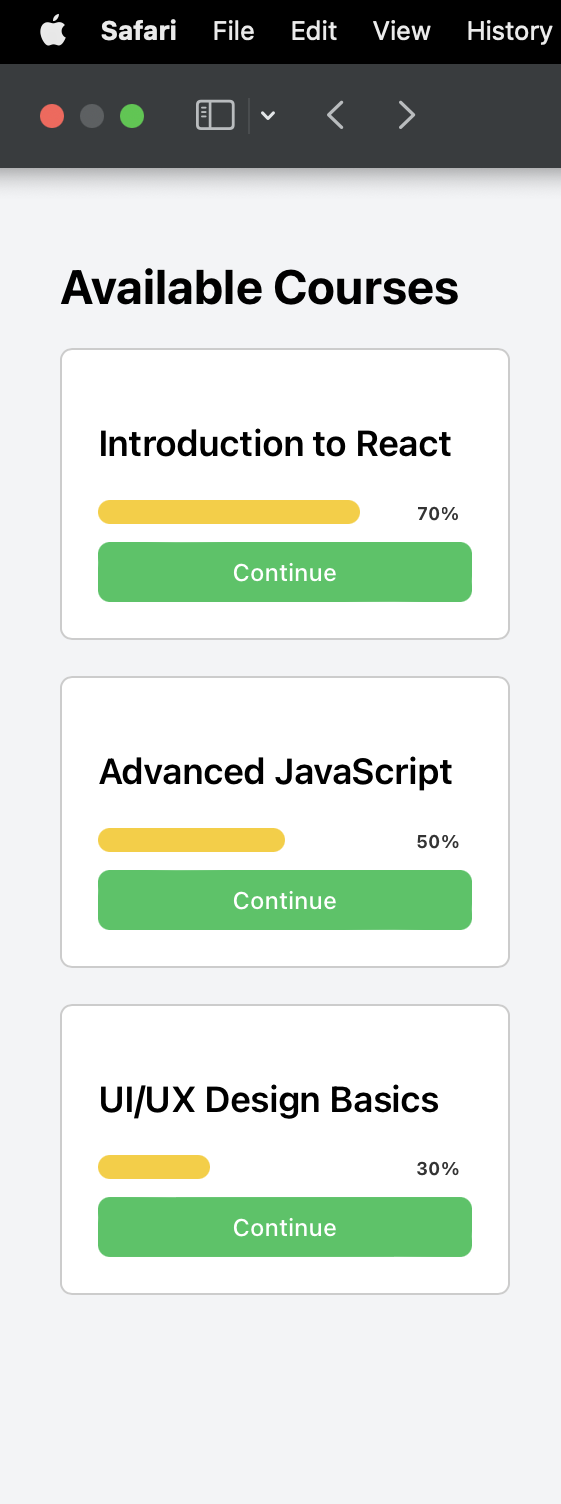 Safari File Edit View History
Available Courses
Introduction to React
70%
Continue
Advanced JavaScript
50%
Continue
UI/UX Design Basics
30%
Continue